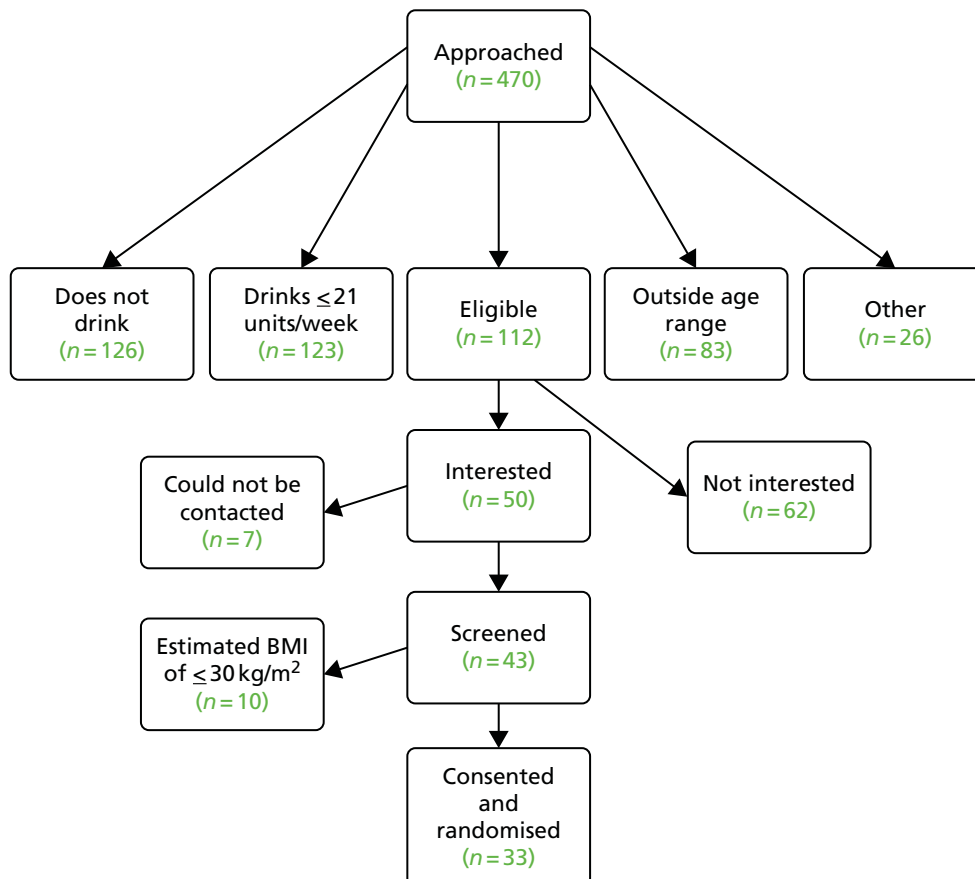 Approached
(n=470)
Does not
drink
(n=126)
Drinks ≤21
units/week
(n=123)
Eligible
(n=112)
Outside age
range
(n=83)
Other
(n=26)
Could not be
contacted
(n=7)
Interested
(n=50)
Not interested
(n=62)
Estimated BMI
of ≤30kg/m²
(n=10)
Screened
(n=43)
Consented
and
randomised
(n=33)